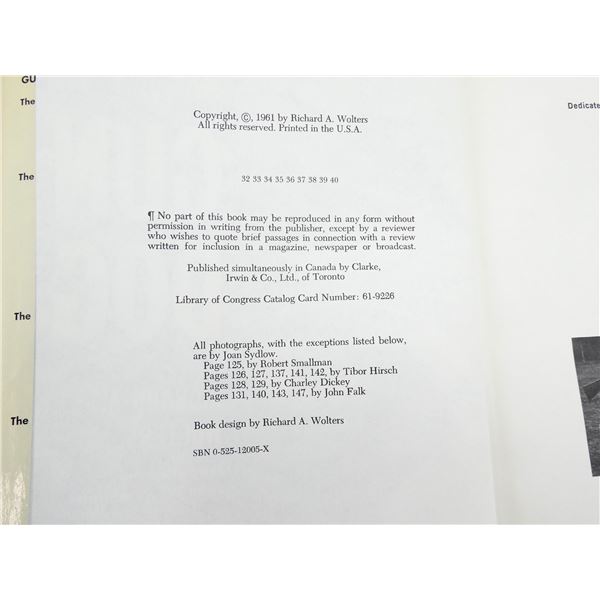 GU
The
The
The
The
Copyright, ©, 1961 by Richard A. Wolters
All rights reserved. Printed in the U.S.A.
32 33 34 35 36 37 38 39 40
¶ No part of this book may be reproduced in any form without
permission in writing from the publisher, except by a reviewer
who wishes to quote brief passages in connection with a review
written for inclusion in a magazine, newspaper or broadcast.
Published simultaneously in Canada by Clarke,
Irwin & Co., Ltd., of Toronto
Library of Congress Catalog Card Number: 61-9226
All photographs, with the exceptions listed below,
are by Joan Sydlow.
Page 125, by Robert Smallman
Pages 126, 127, 137, 141, 142, by Tibor Hirsch
Pages 128, 129, by Charley Dickey
Pages 131, 140, 143, 147, by John Falk
Book design by Richard A. Wolters
SBN 0-525-12005-X
Dedicate